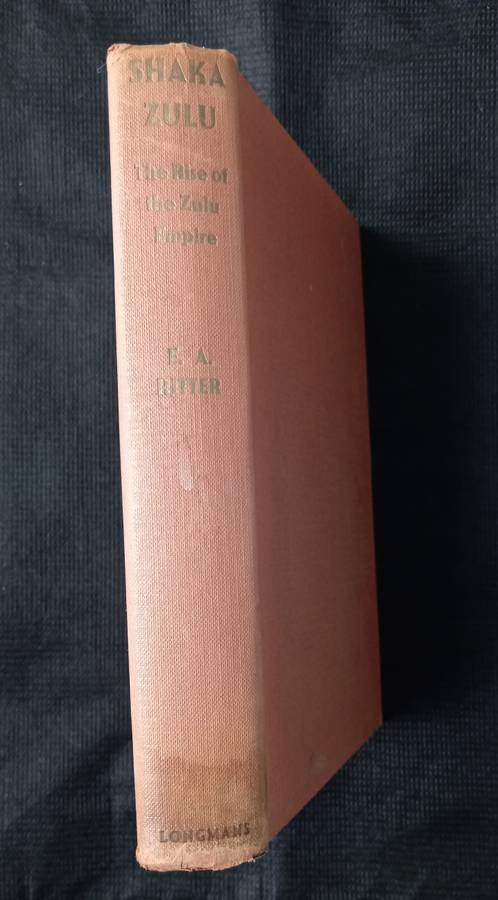 SHAKA
ZULU
The Rise of
the Zulu
Empire
E. A.
RITTER
LONGMANS